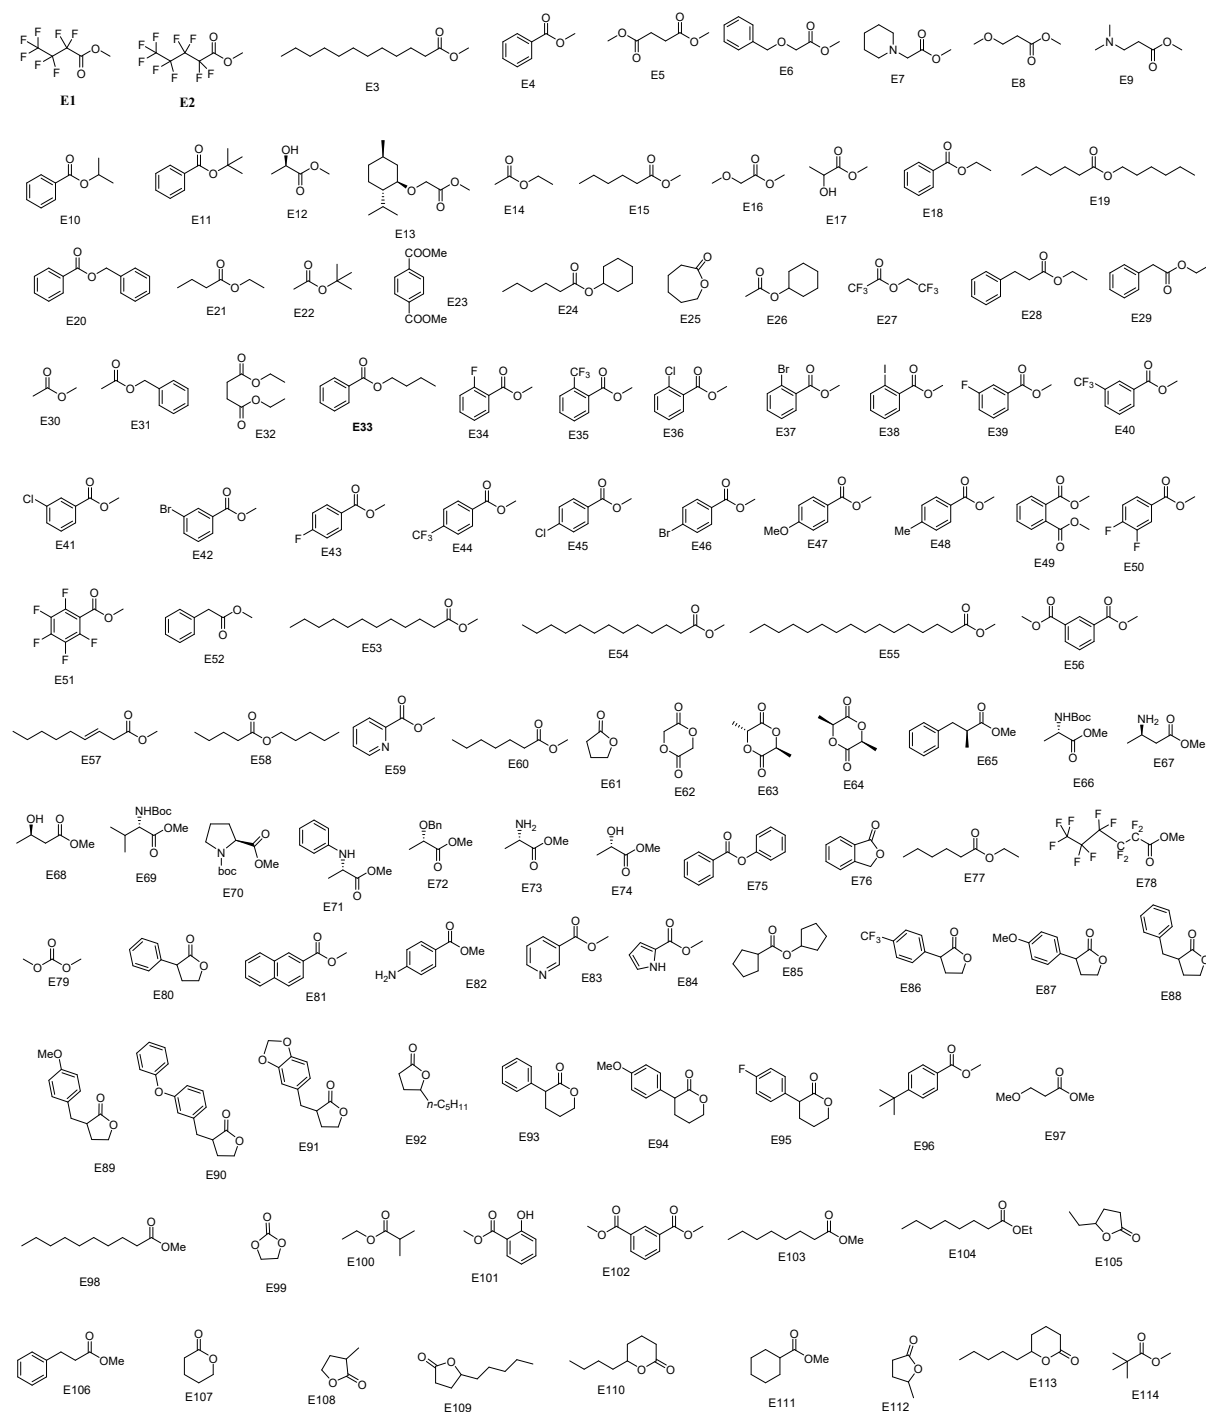 F F F F F F F O O E1
F F F F F F F F F O O E2
O O E3
O O E4
O O O O E5
O O O E6
N O O E7
O O O E8
N O O E9
O O E10
O O E11
OH O O E12
O O O E13
O O E14
O O E15
O O O E16
O O OH E17
O O E18
O O E19
O O E20
O O E21
O O E22
COOMe COOMe E23
O O E24
O O E25
O O E26
O CF3 O CF3 E27
O O E28
O O E29
O O E30
O O E31
O O O O E32
O O E33
F O O E34
CF3 O O E35
Cl O O E36
Br O O E37
I O O E38
F O O E39
CF3 O O E40
Cl O O E41
Br O O E42
F O O E43
CF3 O O E44
Cl O O E45
Br O O E46
MeO O O E47
Me O O E48
O O O O E49
F F O O E50
F F F F F O O E51
O O E52
O O E53
O O E54
O O E55
O O O O E56
O O E57
O O E58
N O O E59
O O E60
O O E61
O O O O E62
O O O O E63
O O O O E64
O OMe E65
NHBoc OMe O E66
NH2 O OMe E67
OH O OMe E68
NHBoc OMe O E69
N boc O OMe E70
N H OMe O E71
OBn OMe O E72
NH2 OMe O E73
OH OMe O E74
O O E75
O O E76
O O E77
F F F F F F F F2 C C F2 OMe O E78
O O O E79
O O E80
O O E81
H2N O OMe E82
N O O E83
NH O O E84
O O E85
CF3 O O E86
MeO O O E87
O O E88
MeO O O E89
O O O E90
O O O O E91
O O n-C5H11 E92
O O E93
MeO O O E94
F O O E95
O O E96
MeO O OMe E97
O OMe E98
O O O E99
O O E100
O O OH E101
O O O O E102
O OMe E103
O OEt E104
O O E105
O OMe E106
O O E107
O O E108
O O E109
O O E110
O OMe E111
O O E112
O O E113
O O E114